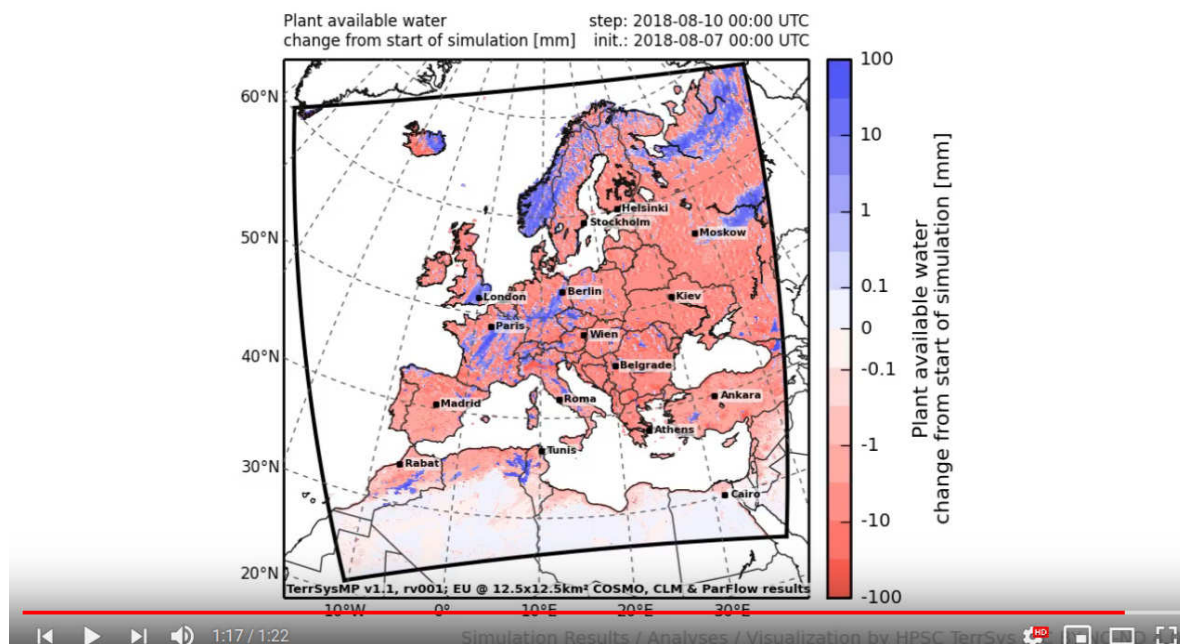 Plant available water
change from start of simulation [mm]
step: 2018-08-10 00:00 UTC
init.: 2018-08-07 00:00 UTC
60°N
50°N
40°N
30°N
20°N
10°W
0°
10°E
20°E
30°E
Helsinki
Stockholm
Moskow
London
Berlin
Kiev
Paris
Wien
Belgrade
Madrid
Roma
Ankara
Athens
Tunis
Rabat
Cairo
TerrSysMP v1.1, rv001; EU @ 12.5x12.5km² COSMO, CLM & ParFlow results
100
10
1
0.1
0
-0.1
-1
-10
-100
Plant available water
change from start of simulation [mm]
1:17 / 1:22
HD
Simulation Results / Analyses / Visualization by HPSC TerrSys